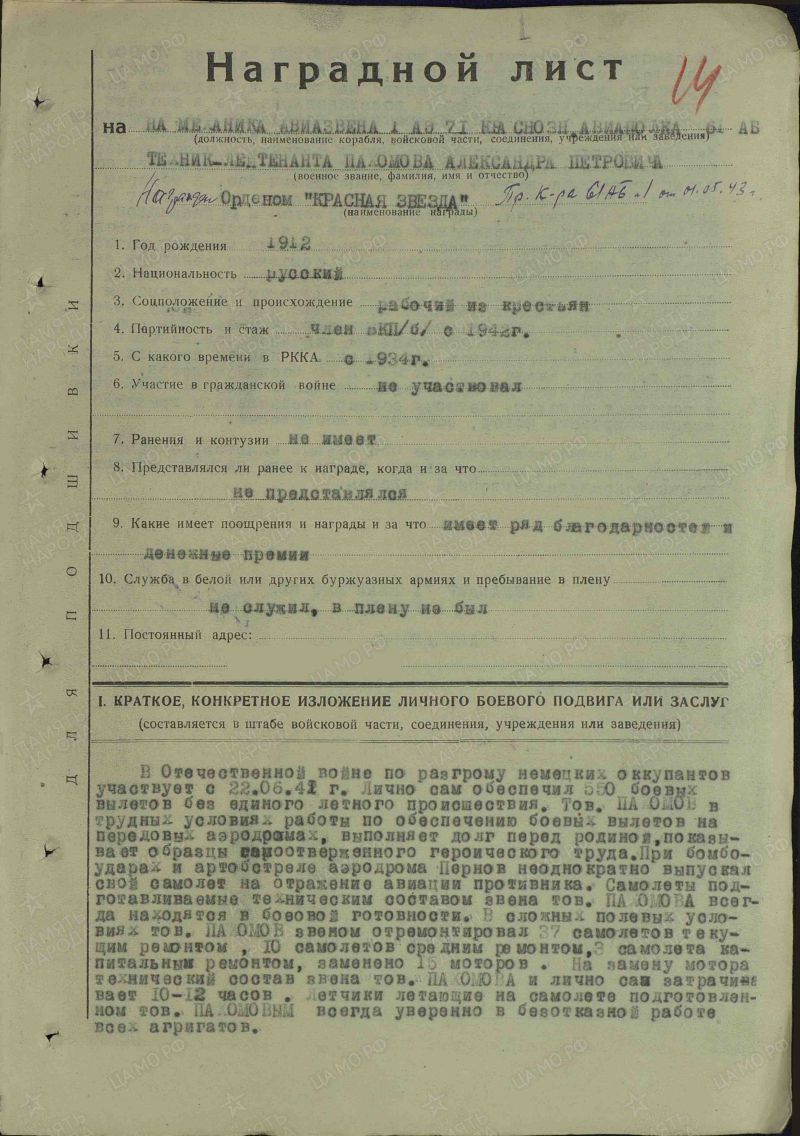 Наградной лист
14
на НА МЕХАНИКА АВИАЗВЕНА 1 АЭ 71 КРАСНОЗН. АВИАПОЛКА 61 АБ
(должность, наименование корабля, войсковой части, соединения, учреждения или заведения)
ТЕХНИК-ЛЕЙТЕНАНТА ПАХОМОВА АЛЕКСАНДРА ПЕТРОВИЧА
(военное звание, фамилия, имя и отчество)
Награжден Орденом "КРАСНАЯ ЗВЕЗДА" Пр. К-ра 61 АБ №1 от 01.05.43 г.
(наименование награды)
1. Год рождения 1912
2. Национальность русский
3. Соцположение и происхождение рабочий из крестьян
4. Партийность и стаж член ВКП/б/ с 1942г.
5. С какого времени в РККА с 1934г.
6. Участие в гражданской войне не участвовал
7. Ранения и контузии не имеет
8. Представлялся ли ранее к награде, когда и за что
не представлялся
9. Какие имеет поощрения и награды и за что имеет ряд благодарностей и
денежные премии
10. Служба в белой или других буржуазных армиях и пребывание в плену
не служил, в плену не был
11. Постоянный адрес:
ДЛЯ ПОДШИВКИ
I. КРАТКОЕ, КОНКРЕТНОЕ ИЗЛОЖЕНИЕ ЛИЧНОГО БОЕВОГО ПОДВИГА ИЛИ ЗАСЛУГ
(составляется в штабе войсковой части, соединения, учреждения или заведения)
В Отечественной войне по разгрому немецких оккупантов
участвует с 22.06.41 г. Лично сам обеспечил 550 боевых
вылетов без единого летного происшествия. Тов. ПАХОМОВ в
трудных условиях работы по обеспечению боевых вылетов на
передовых аэродромах, выполняет долг перед родиной,показы-
вает образцы самоотверженного героического труда.При бомбо-
ударах и артобстреле аэродрома Пернов неоднократно выпускал
свой самолет на отражение авиации противника. Самолеты под-
готавливаемые техническим составом звена тов. ПАХОМОВА всег-
да находятся в боевой готовности. В сложных полевых усло-
виях тов. ПАХОМОВ звеном отремонтировал 37 самолетов теку-
щим ремонтом , 10 самолетов средним ремонтом,3 самолета ка-
питальным ремонтом, заменено 15 моторов . На замену мотора
технический состав звена тов. ПАХОМОВА и лично сам затрачи-
вает 10-12 часов . Летчики летающие на самолете подготовлен-
ном тов. ПАХОМОВЫМ всегда уверенно в безотказной работе
всех агригатов.